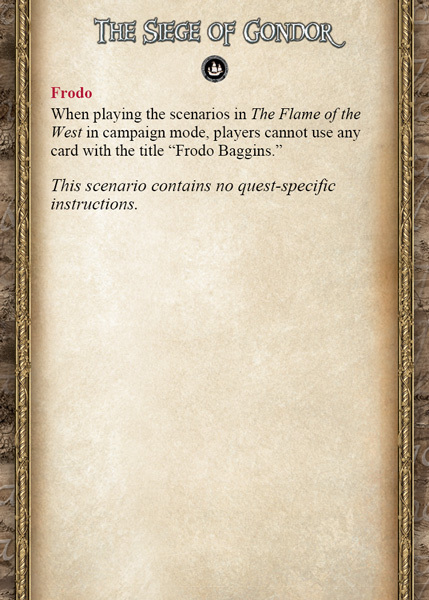 The Siege of Gondor
Frodo
When playing the scenarios in The Flame of the
West in campaign mode, players cannot use any
card with the title “Frodo Baggins.”
This scenario contains no quest-specific
instructions.